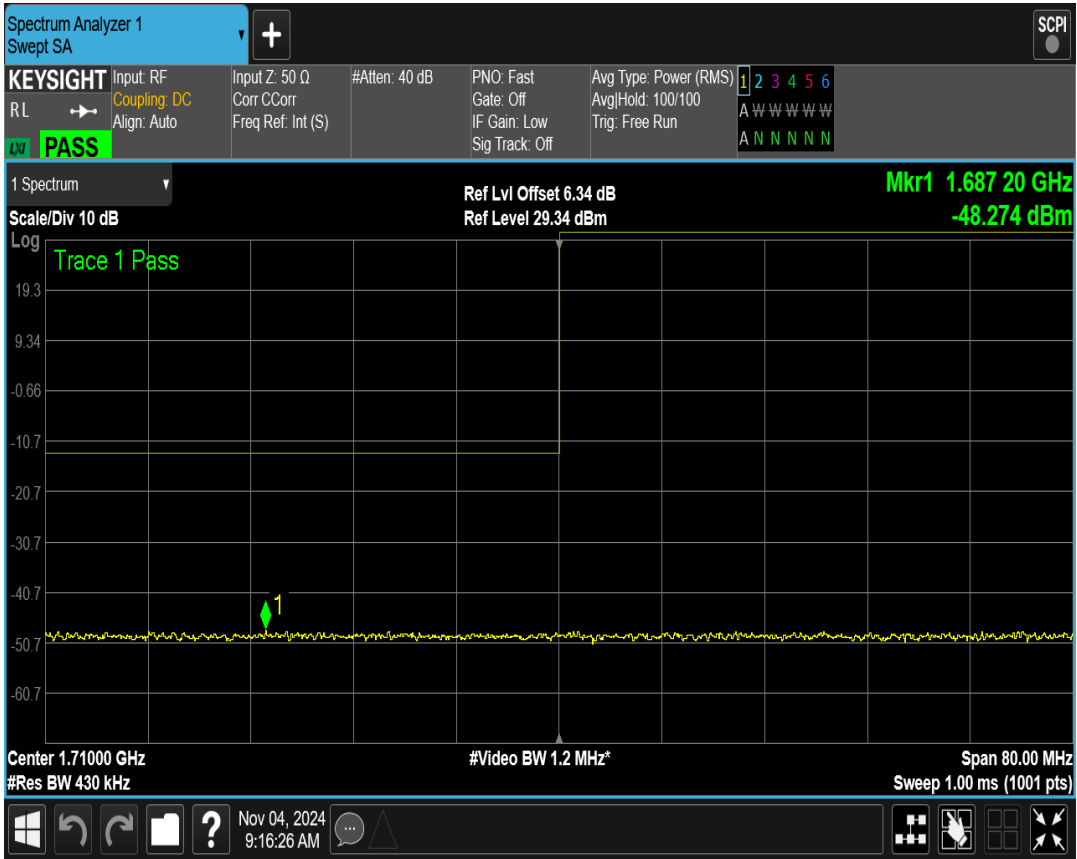 Spectrum Analyzer 1
Swept SA
+
SCPI
KEYSIGHT
R L
LXI
PASS
Input: RF
Coupling: DC
Align: Auto
Input Z: 50 Ω
Corr CCorr
Freq Ref: Int (S)
#Atten: 40 dB
PNO: Fast
Gate: Off
IF Gain: Low
Sig Track: Off
Avg Type: Power (RMS)
Avg|Hold: 100/100
Trig: Free Run
1 2 3 4 5 6
A W W W W W
A N N N N N
1 Spectrum
Scale/Div 10 dB
Ref Lvl Offset 6.34 dB
Ref Level 29.34 dBm
Mkr1 1.687 20 GHz
-48.274 dBm
Log
Trace 1 Pass
19.3
9.34
-0.66
-10.7
-20.7
-30.7
-40.7
1
-50.7
-60.7
Center 1.71000 GHz
#Video BW 1.2 MHz*
Span 80.00 MHz
#Res BW 430 kHz
Sweep 1.00 ms (1001 pts)
?
Nov 04, 2024
9:16:26 AM